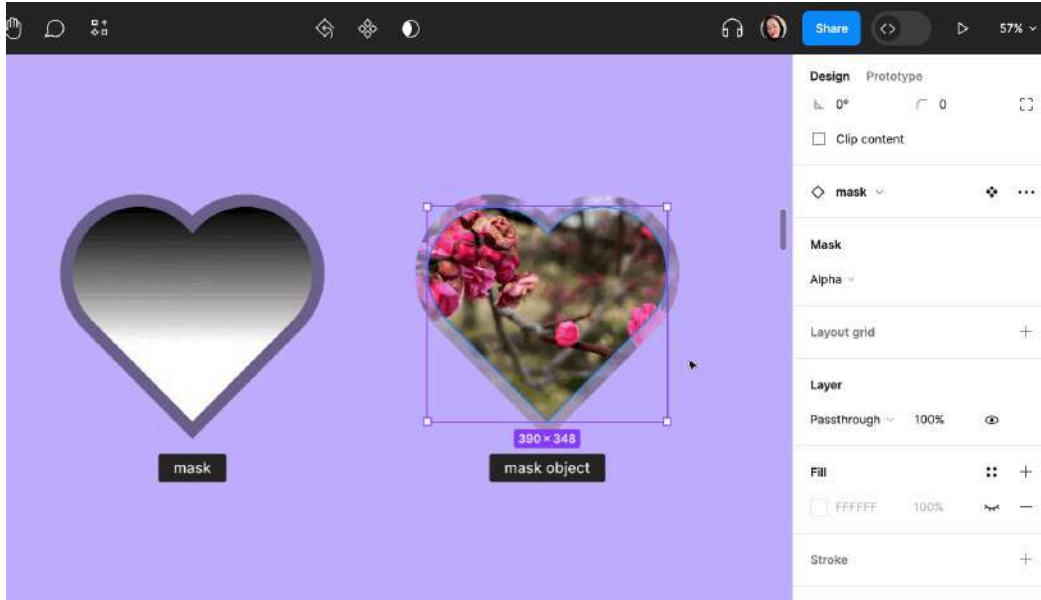 Share
57%
Design Prototype
0° 0
Clip content
mask
Mask
Alpha
Layout grid
Layer
Passthrough 100%
Fill
FFFFFF 100%
Stroke
390 × 348
mask
mask object